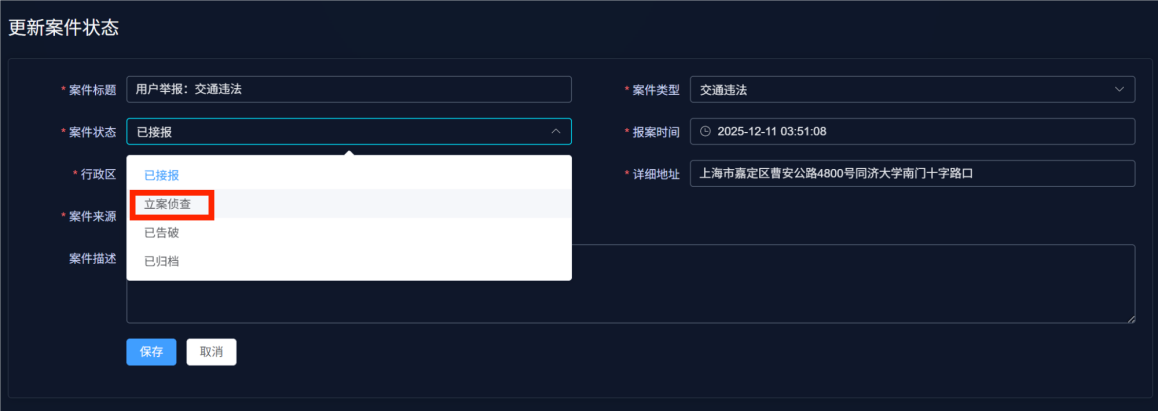 更新案件状态
* 案件标题 用户举报：交通违法
* 案件类型 交通违法
* 案件状态 已接报
* 报案时间 2025-12-11 03:51:08
* 行政区
* 详细地址 上海市嘉定区曹安公路4800号同济大学南门十字路口
已接报
立案侦查
已告破
已归档
* 案件来源
案件描述
保存 取消